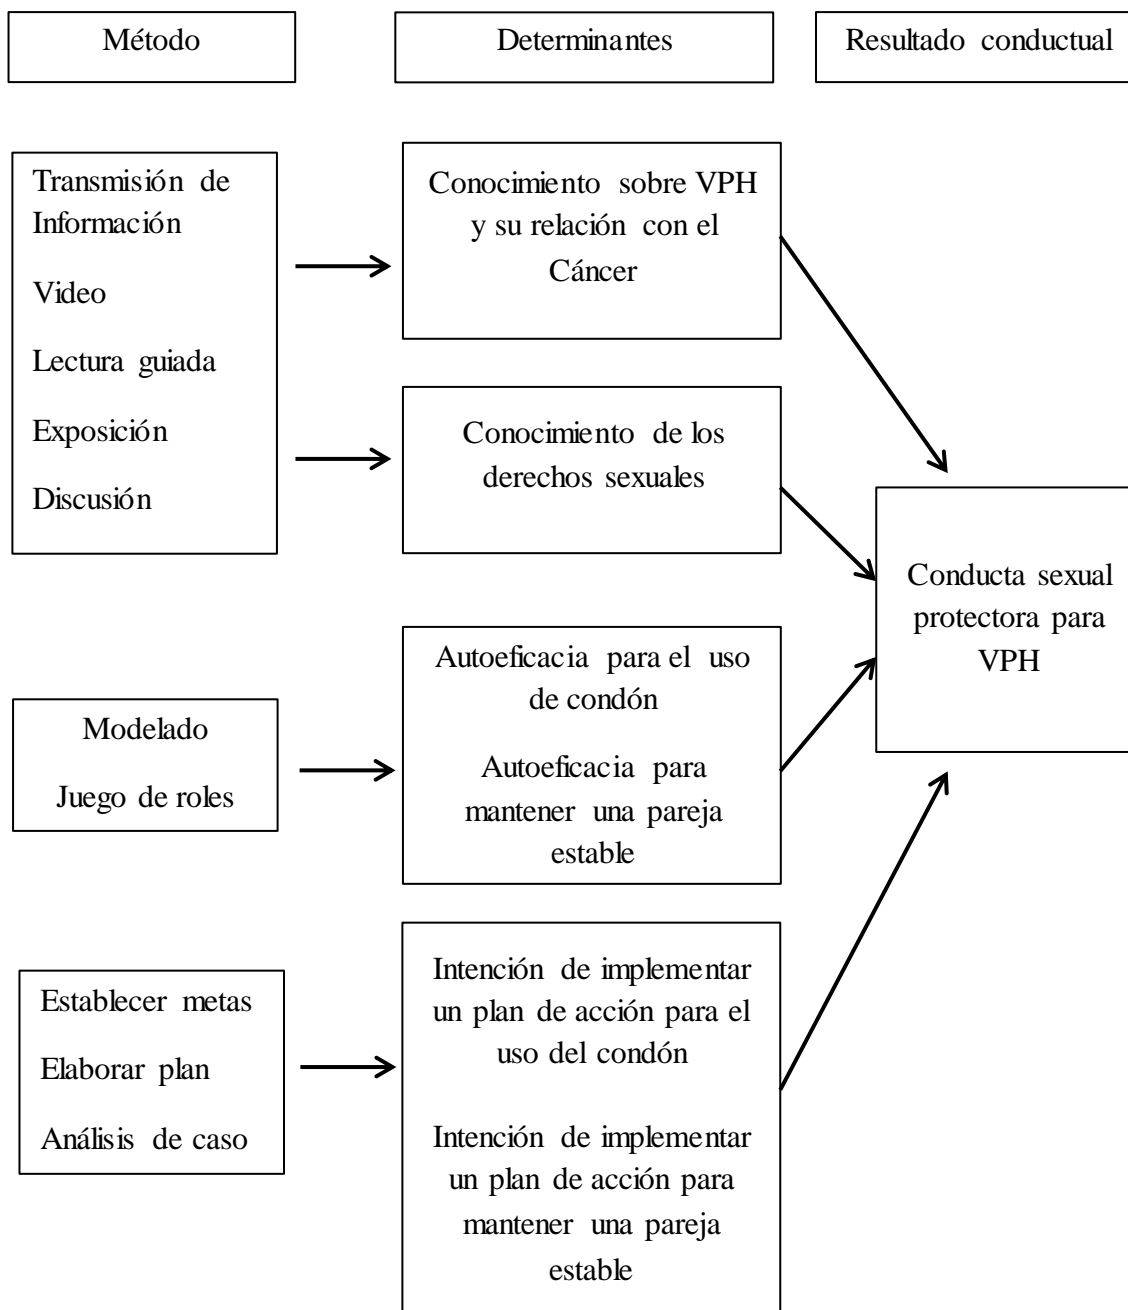 Método
Determinantes
Resultado conductual
Transmisión de
Información
Video
Lectura guiada
Exposición
Discusión
Conocimiento sobre VPH
y su relación con el
Cáncer
Conocimiento de los
derechos sexuales
Conducta sexual
protectora para
VPH
Modelado
Juego de roles
Autoeficacia para el uso
de condón
Autoeficacia para
mantener una pareja
estable
Establecer metas
Elaborar plan
Análisis de caso
Intención de implementar
un plan de acción para el
uso del condón
Intención de implementar
un plan de acción para
mantener una pareja
estable